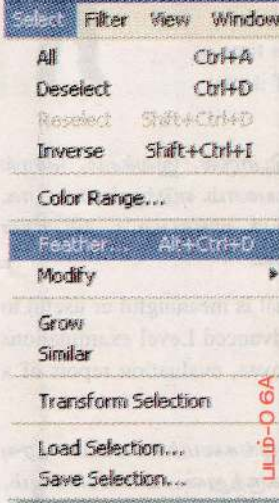 Select Filter View Window
All Ctrl+A
Deselect Ctrl+D
Reselect Shift+Ctrl+D
Inverse Shift+Ctrl+I
Color Range...
Feather... Alt+Ctrl+D
Modify
Grow
Similar
Transform Selection
Load Selection...
Save Selection...